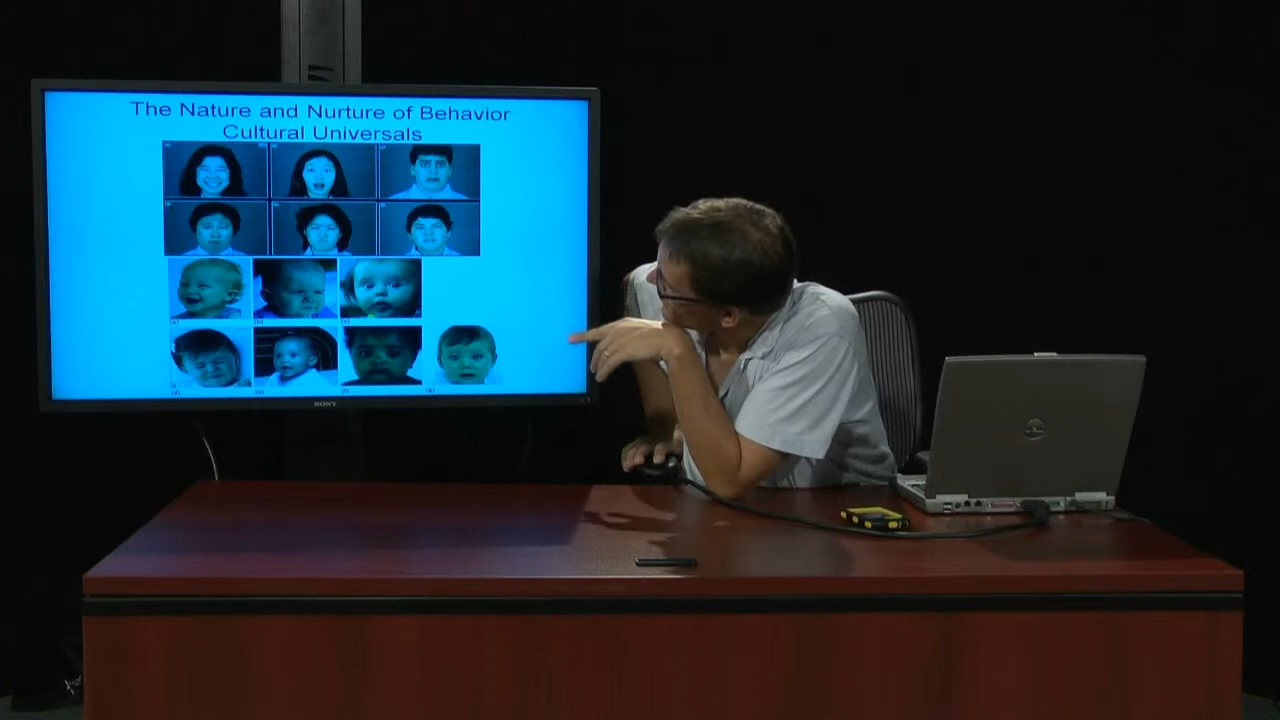 The Nature and Nurture of Behavior
Cultural Universals
(a)
(b)
(c)
(d)
(e)
(f)
(g)
SONY